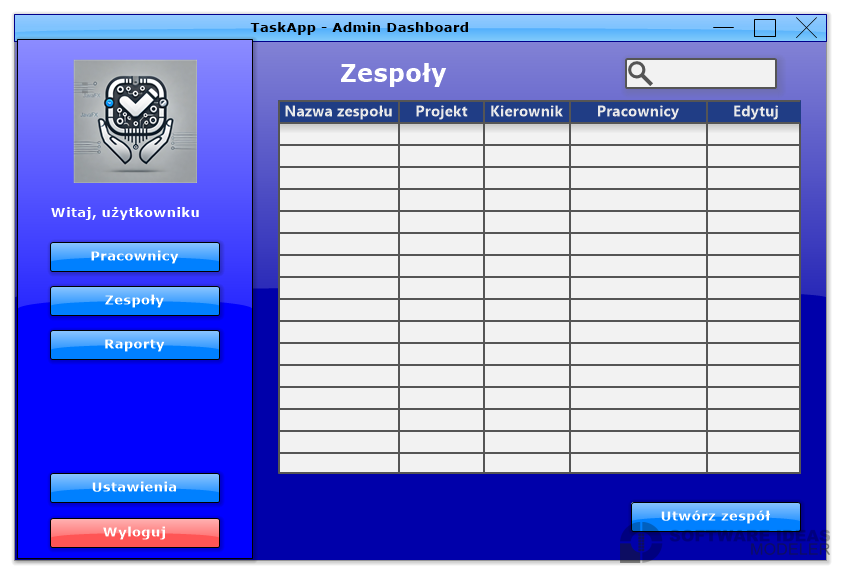 TaskApp - Admin Dashboard
Zespoły
Nazwa zespołu Projekt Kierownik Pracownicy Edytuj
Witaj, użytkowniku
Pracownicy
Zespoły
Raporty
Ustawienia
Wyloguj
Utwórz zespół
SOFTWARE IDEAS
MODELER